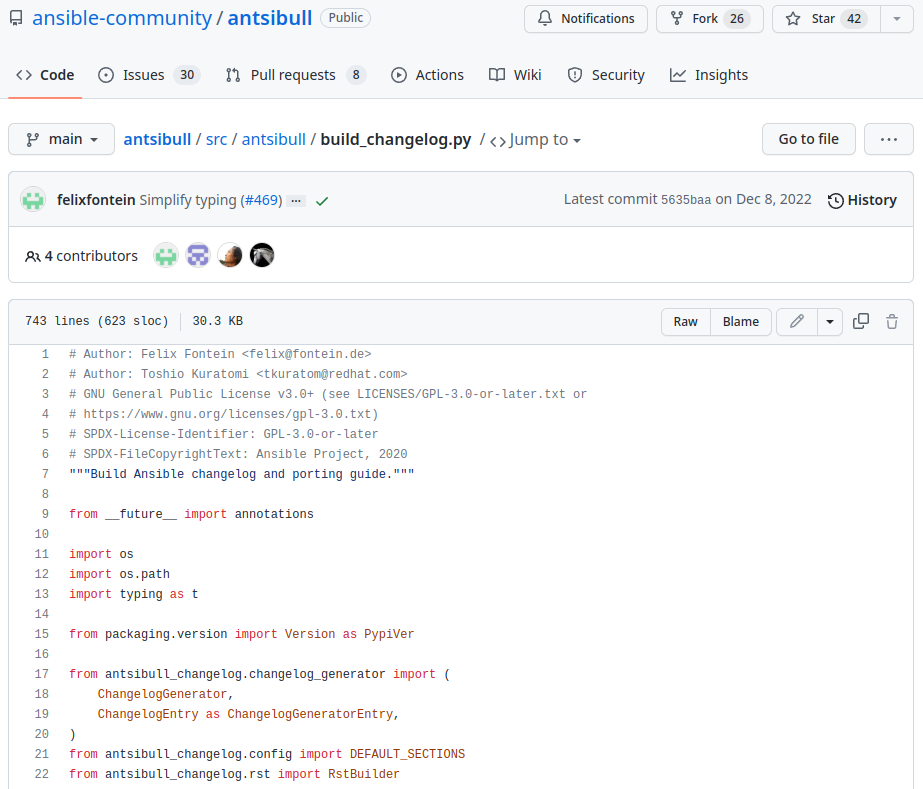 ansible-community / antsibull Public Notifications Fork 26 Star 42
Code Issues 30 Pull requests 8 Actions Wiki Security Insights
main antsibull / src / antsibull / build_changelog.py / <> Jump to Go to file ...
felixfontein Simplify typing (#469) ... Latest commit 5635baa on Dec 8, 2022 History
4 contributors
743 lines (623 sloc) 30.3 KB Raw Blame
1 # Author: Felix Fontein <felix@fontein.de>
2 # Author: Toshio Kuratomi <tkuratom@redhat.com>
3 # GNU General Public License v3.0+ (see LICENSES/GPL-3.0-or-later.txt or
4 # https://www.gnu.org/licenses/gpl-3.0.txt)
5 # SPDX-License-Identifier: GPL-3.0-or-later
6 # SPDX-FileCopyrightText: Ansible Project, 2020
7 """Build Ansible changelog and porting guide."""
8
9 from __future__ import annotations
10
11 import os
12 import os.path
13 import typing as t
14
15 from packaging.version import Version as PypiVer
16
17 from antsibull_changelog.changelog_generator import (
18 ChangelogGenerator,
19 ChangelogEntry as ChangelogGeneratorEntry,
20 )
21 from antsibull_changelog.config import DEFAULT_SECTIONS
22 from antsibull_changelog.rst import RstBuilder